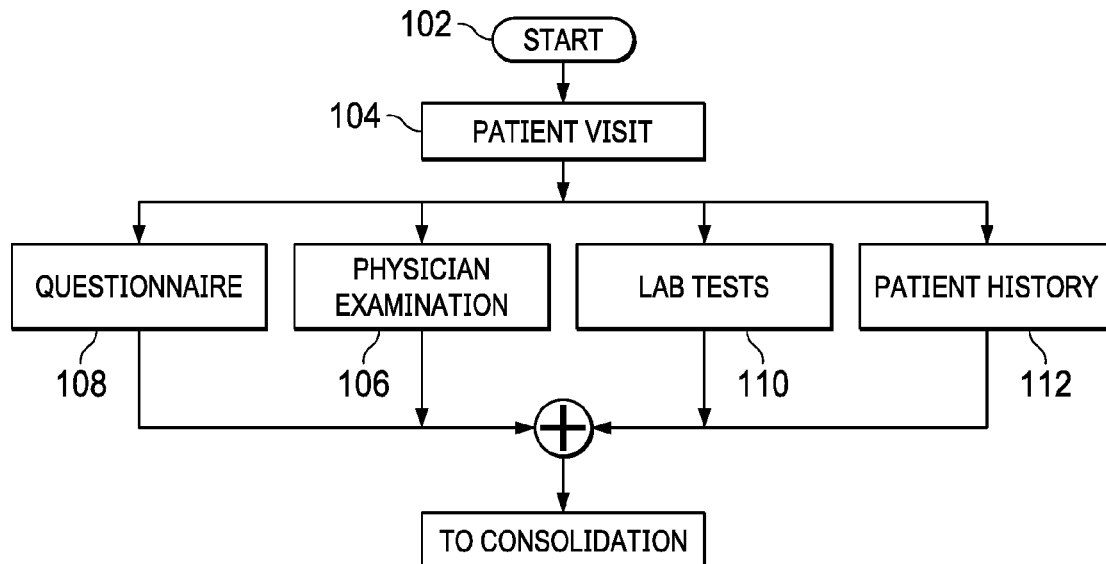 102
START
104
PATIENT VISIT
QUESTIONNAIRE
PHYSICIAN
EXAMINATION
LAB TESTS
PATIENT HISTORY
108
106
110
112
TO CONSOLIDATION